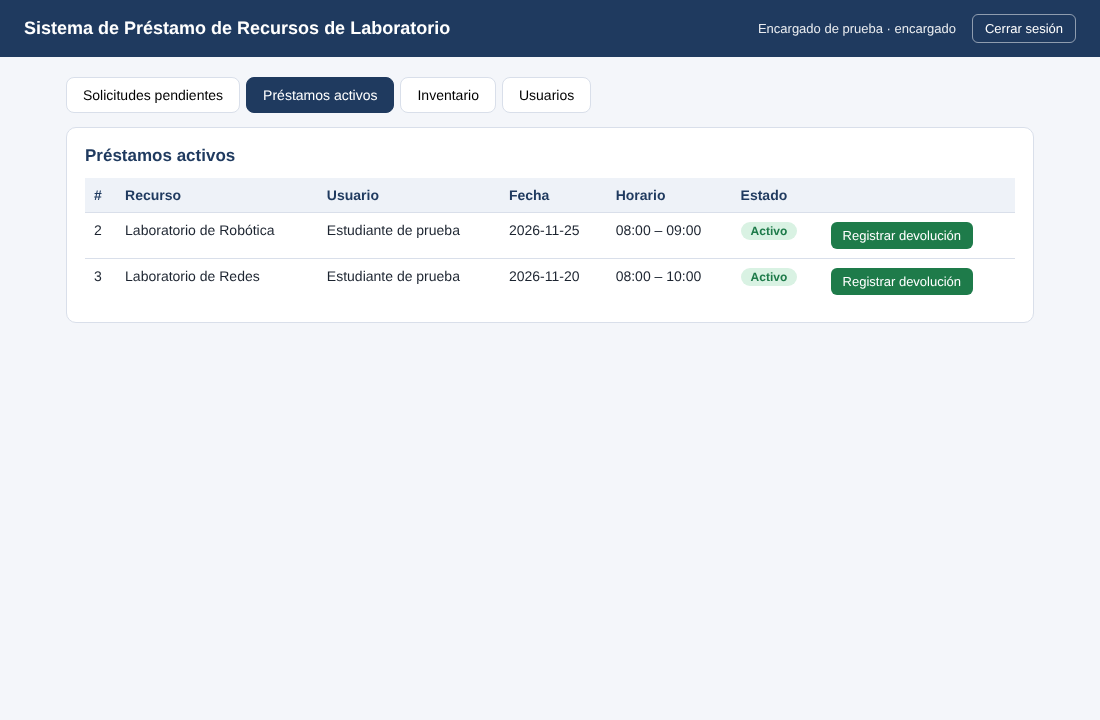 Sistema de Préstamo de Recursos de Laboratorio
Encargado de prueba · encargado
Cerrar sesión
Solicitudes pendientes
Préstamos activos
Inventario
Usuarios
Préstamos activos
# Recurso Usuario Fecha Horario Estado
2 Laboratorio de Robótica Estudiante de prueba 2026-11-25 08:00 – 09:00 Activo Registrar devolución
3 Laboratorio de Redes Estudiante de prueba 2026-11-20 08:00 – 10:00 Activo Registrar devolución